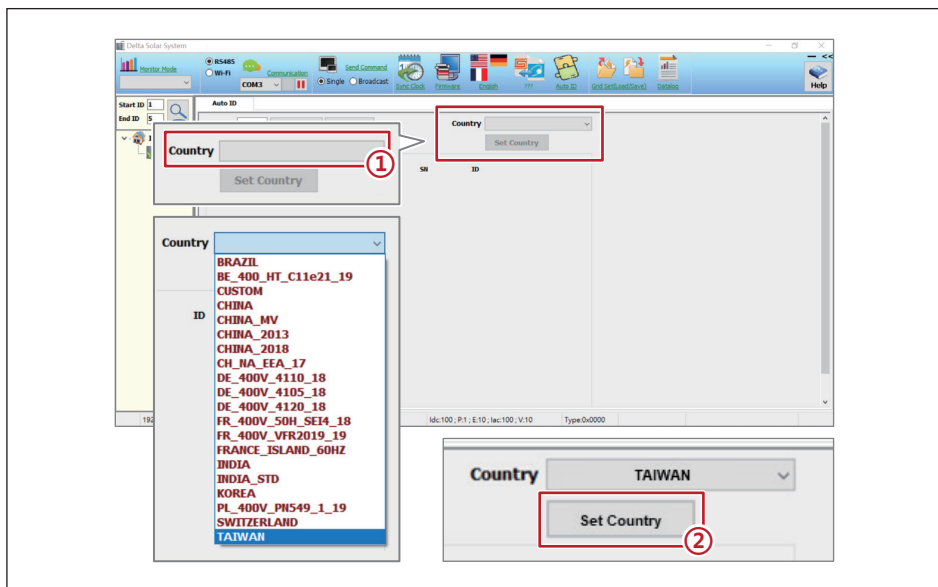 Delta Solar System
Monitor Mode
RS485
Wi-Fi
COM3
Communication
Send Command
Single Broadcast
Sync Clock
Firmware
English
Auto ID
Grid Set(Load/Save)
Datalog
Help
Start ID 1
End ID 5
Auto ID
Country
Set Country
SN ID
Country
①
Set Country
Country
BRAZIL
BE_400_HT_C11e21_19
CUSTOM
CHINA
ID
CHINA_MV
CHINA_2013
CHINA_2018
CH_NA_EEA_17
DE_400V_4110_18
DE_400V_4105_18
DE_400V_4120_18
FR_400V_50H_SEI4_18
FR_400V_VFR2019_19
FRANCE_ISLAND_60HZ
INDIA
INDIA_STD
KOREA
PL_400V_PN549_1_19
SWITZERLAND
TAIWAN
192
Idc:100 ; P:1 ; E:10 ; Iac:100 ; V:10
Type:0x0000
Country TAIWAN
Set Country
②